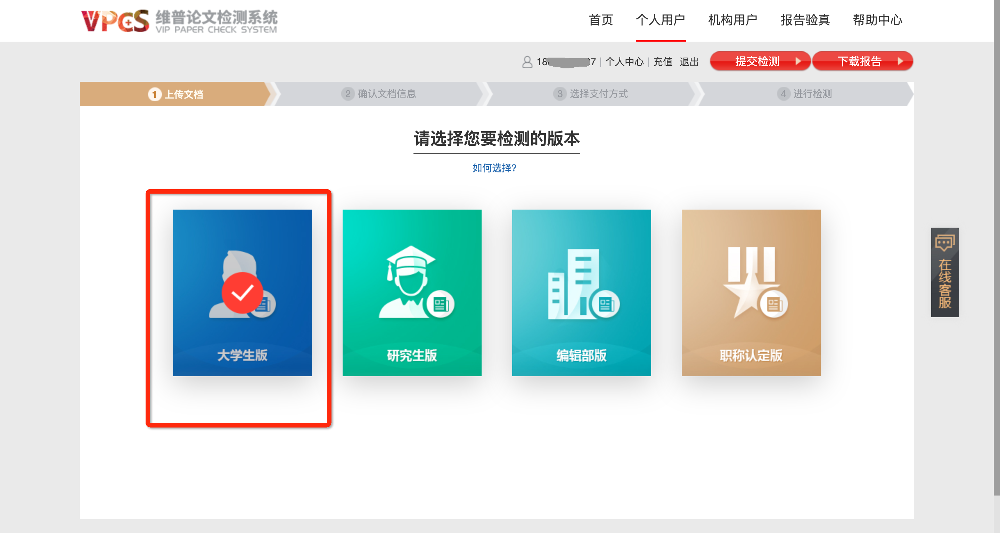 VPCS 维普论文检测系统
VIP PAPER CHECK SYSTEM
首页 个人用户 机构用户 报告验真 帮助中心
18 27 | 个人中心 | 充值 退出 提交检测 下载报告
1 上传文档 2 确认文档信息 3 选择支付方式 4 进行检测
请选择您要检测的版本
如何选择?
大学生版 研究生版 编辑部版 职称认定版
在线客服